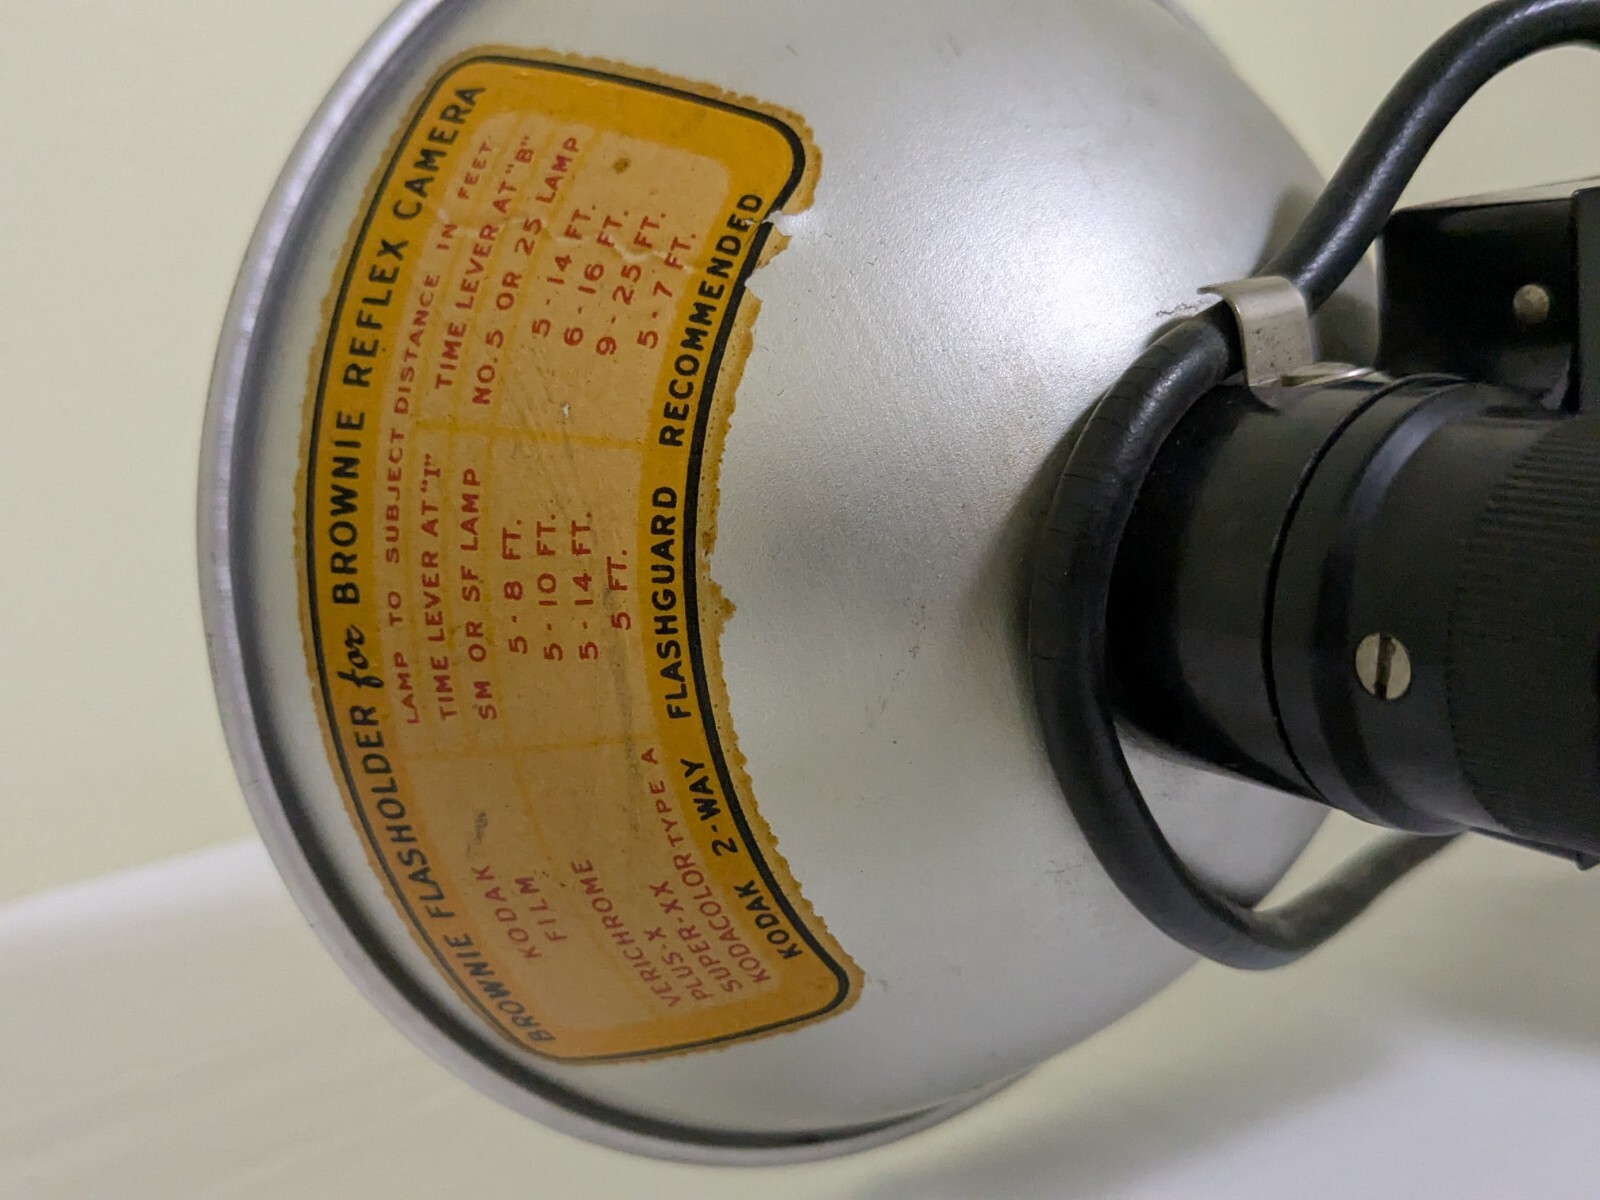 BROWNIE FLASHOLDER for BROWNIE REFLEX CAMERA
LAMP TO SUBJECT DISTANCE IN FEET
KODAK FILM
TIME LEVER AT "I" TIME LEVER AT "B"
SM OR SF LAMP NO. 5 OR 25 LAMP
VERICHROME 5 - 8 FT. 5 - 14 FT.
PLUS-X 5 - 10 FT. 6 - 16 FT.
SUPER-XX 5 - 14 FT. 9 - 25 FT.
KODACOLOR TYPE A 5 FT. 5 - 7 FT.
KODAK 2-WAY FLASHGUARD RECOMMENDED